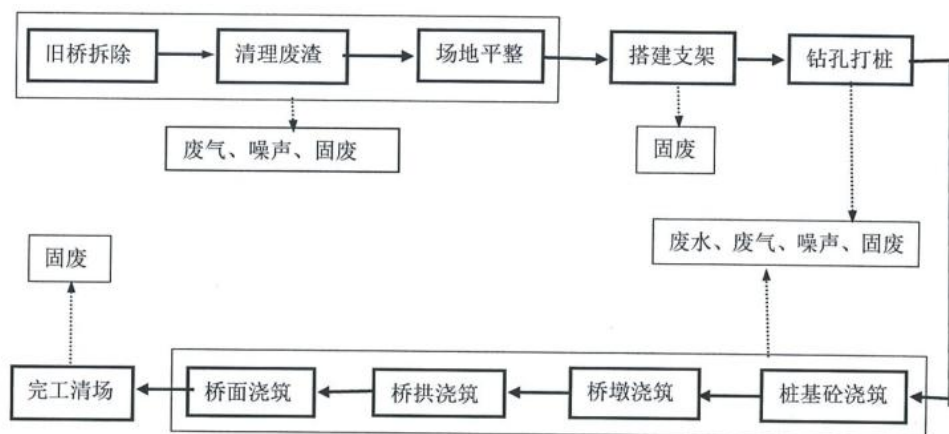 旧桥拆除
清理废渣
场地平整
搭建支架
钻孔打桩
废气、噪声、固废
固废
废水、废气、噪声、固废
固废
完工清场
桥面浇筑
桥拱浇筑
桥墩浇筑
桩基砼浇筑